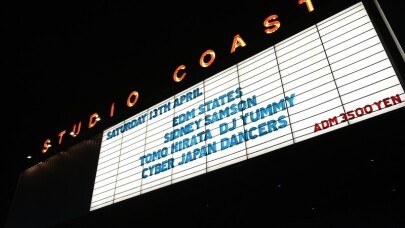 STUDIO COAST
SATURDAY 13TH APRIL
EDM STATES
SIDNEY SAMSON
TOMO HIRATA DJ YUMMY
CYBER JAPAN DANCERS
ADM 3500 YEN